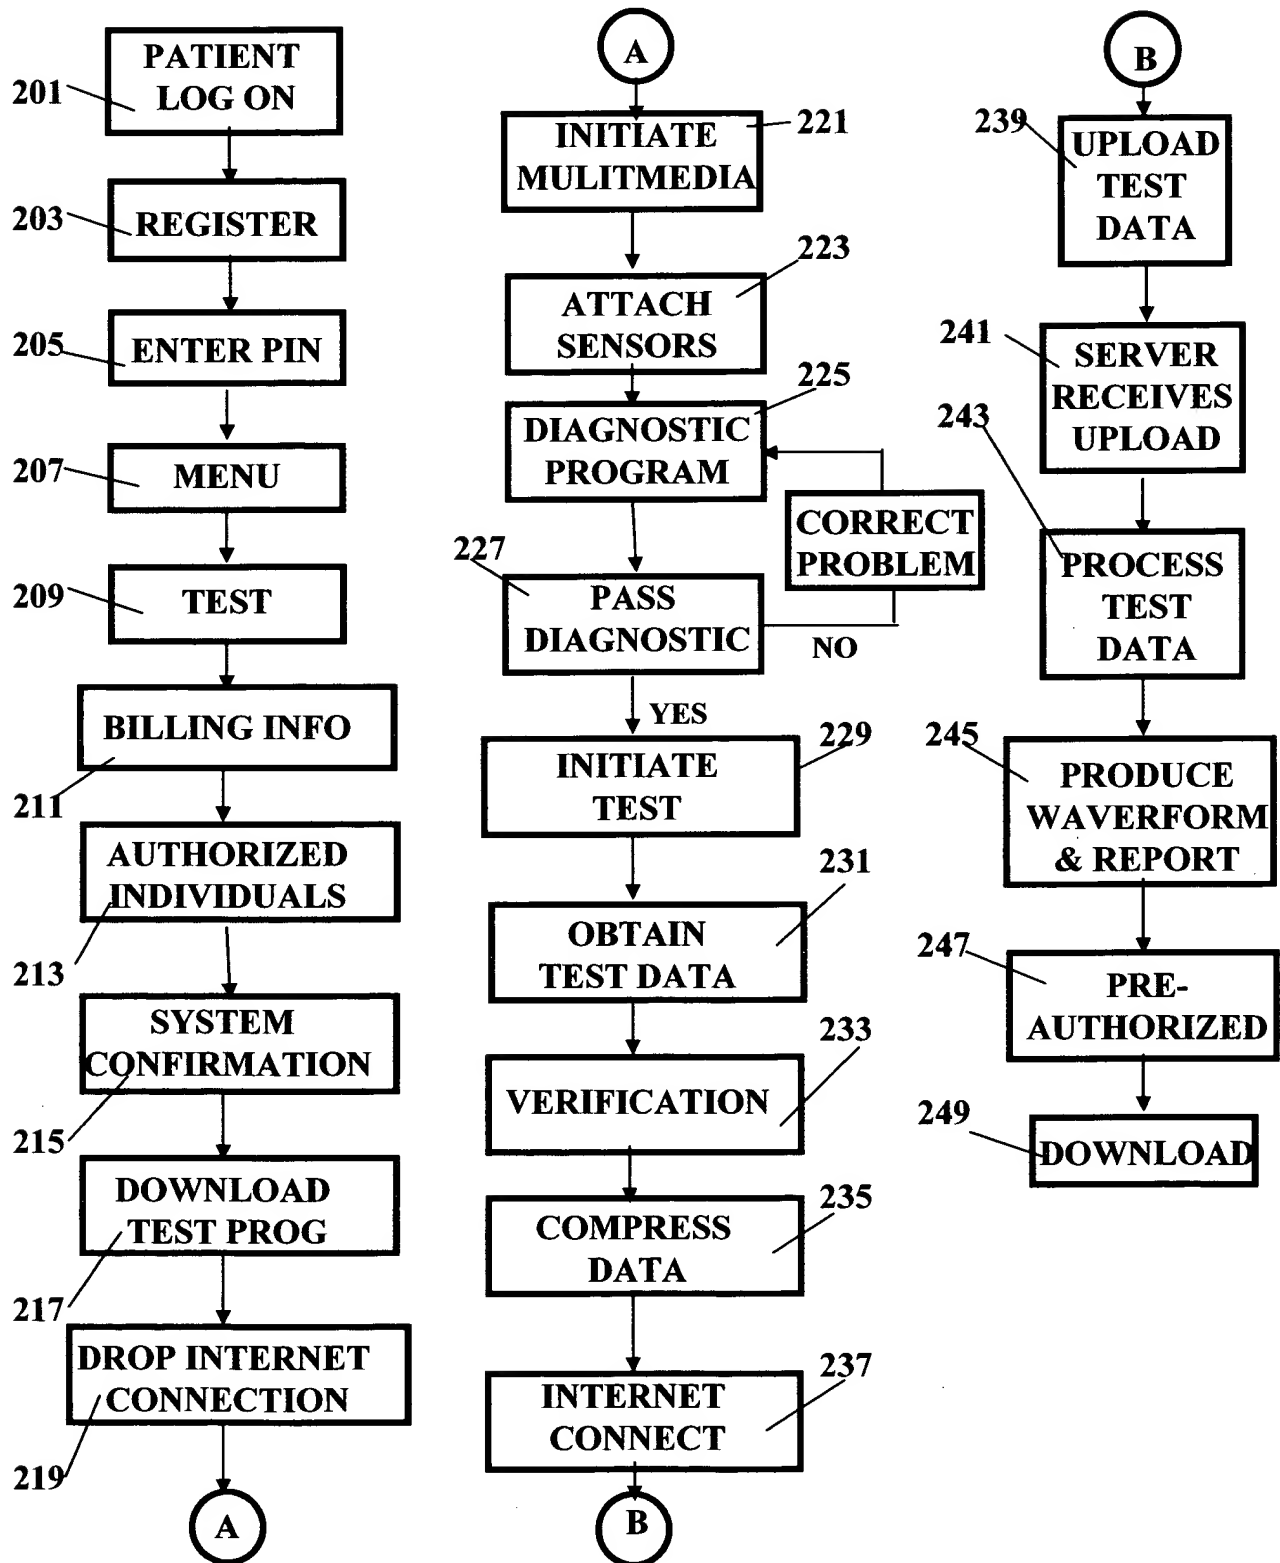 PATIENT
LOG ON
201
REGISTER
203
ENTER PIN
205
MENU
207
TEST
209
BILLING INFO
211
AUTHORIZED
INDIVIDUALS
213
SYSTEM
CONFIRMATION
215
DOWNLOAD
TEST PROG
217
DROP INTERNET
CONNECTION
219
A
A
INITIATE
MULITMEDIA
221
ATTACH
SENSORS
223
DIAGNOSTIC
PROGRAM
225
CORRECT
PROBLEM
227
PASS
DIAGNOSTIC
NO
YES
INITIATE
TEST
229
OBTAIN
TEST DATA
231
VERIFICATION
233
COMPRESS
DATA
235
INTERNET
CONNECT
237
B
B
239
UPLOAD
TEST
DATA
241
SERVER
RECEIVES
UPLOAD
243
PROCESS
TEST
DATA
245
PRODUCE
WAVERFORM
& REPORT
247
PRE-
AUTHORIZED
249
DOWNLOAD